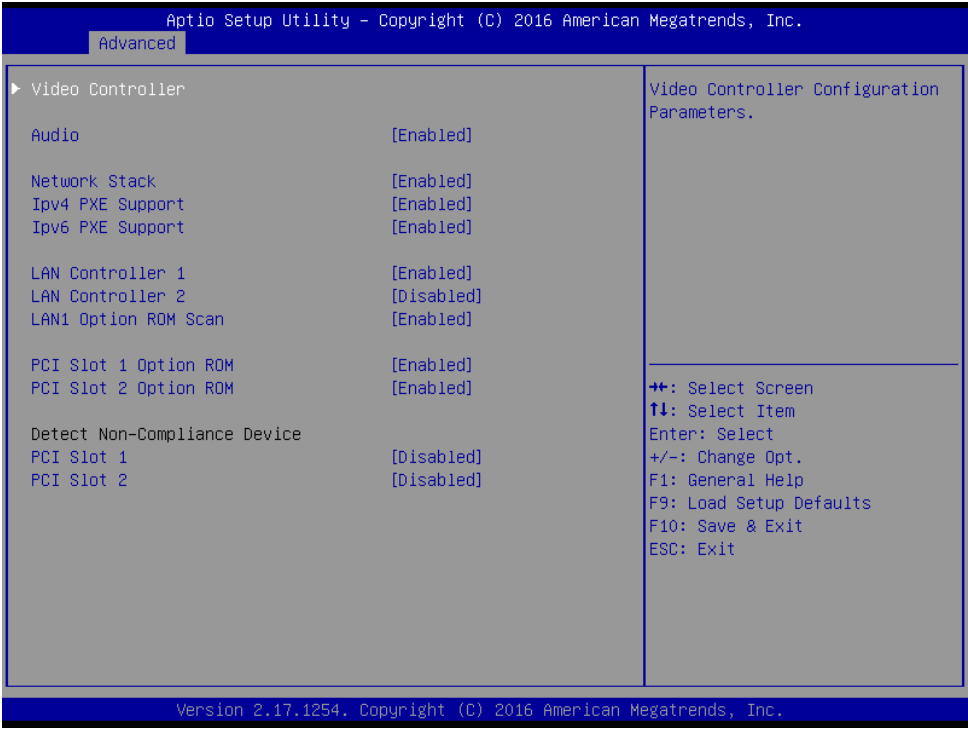 Aptio Setup Utility – Copyright (C) 2016 American Megatrends, Inc.
Advanced
Video Controller
Audio [Enabled]
Network Stack [Enabled]
Ipv4 PXE Support [Enabled]
Ipv6 PXE Support [Enabled]
LAN Controller 1 [Enabled]
LAN Controller 2 [Disabled]
LAN1 Option ROM Scan [Enabled]
PCI Slot 1 Option ROM [Enabled]
PCI Slot 2 Option ROM [Enabled]
Detect Non-Compliance Device
PCI Slot 1 [Disabled]
PCI Slot 2 [Disabled]
Video Controller Configuration
Parameters.
→←: Select Screen
↑↓: Select Item
Enter: Select
+/-: Change Opt.
F1: General Help
F9: Load Setup Defaults
F10: Save & Exit
ESC: Exit
Version 2.17.1254. Copyright (C) 2016 American Megatrends, Inc.